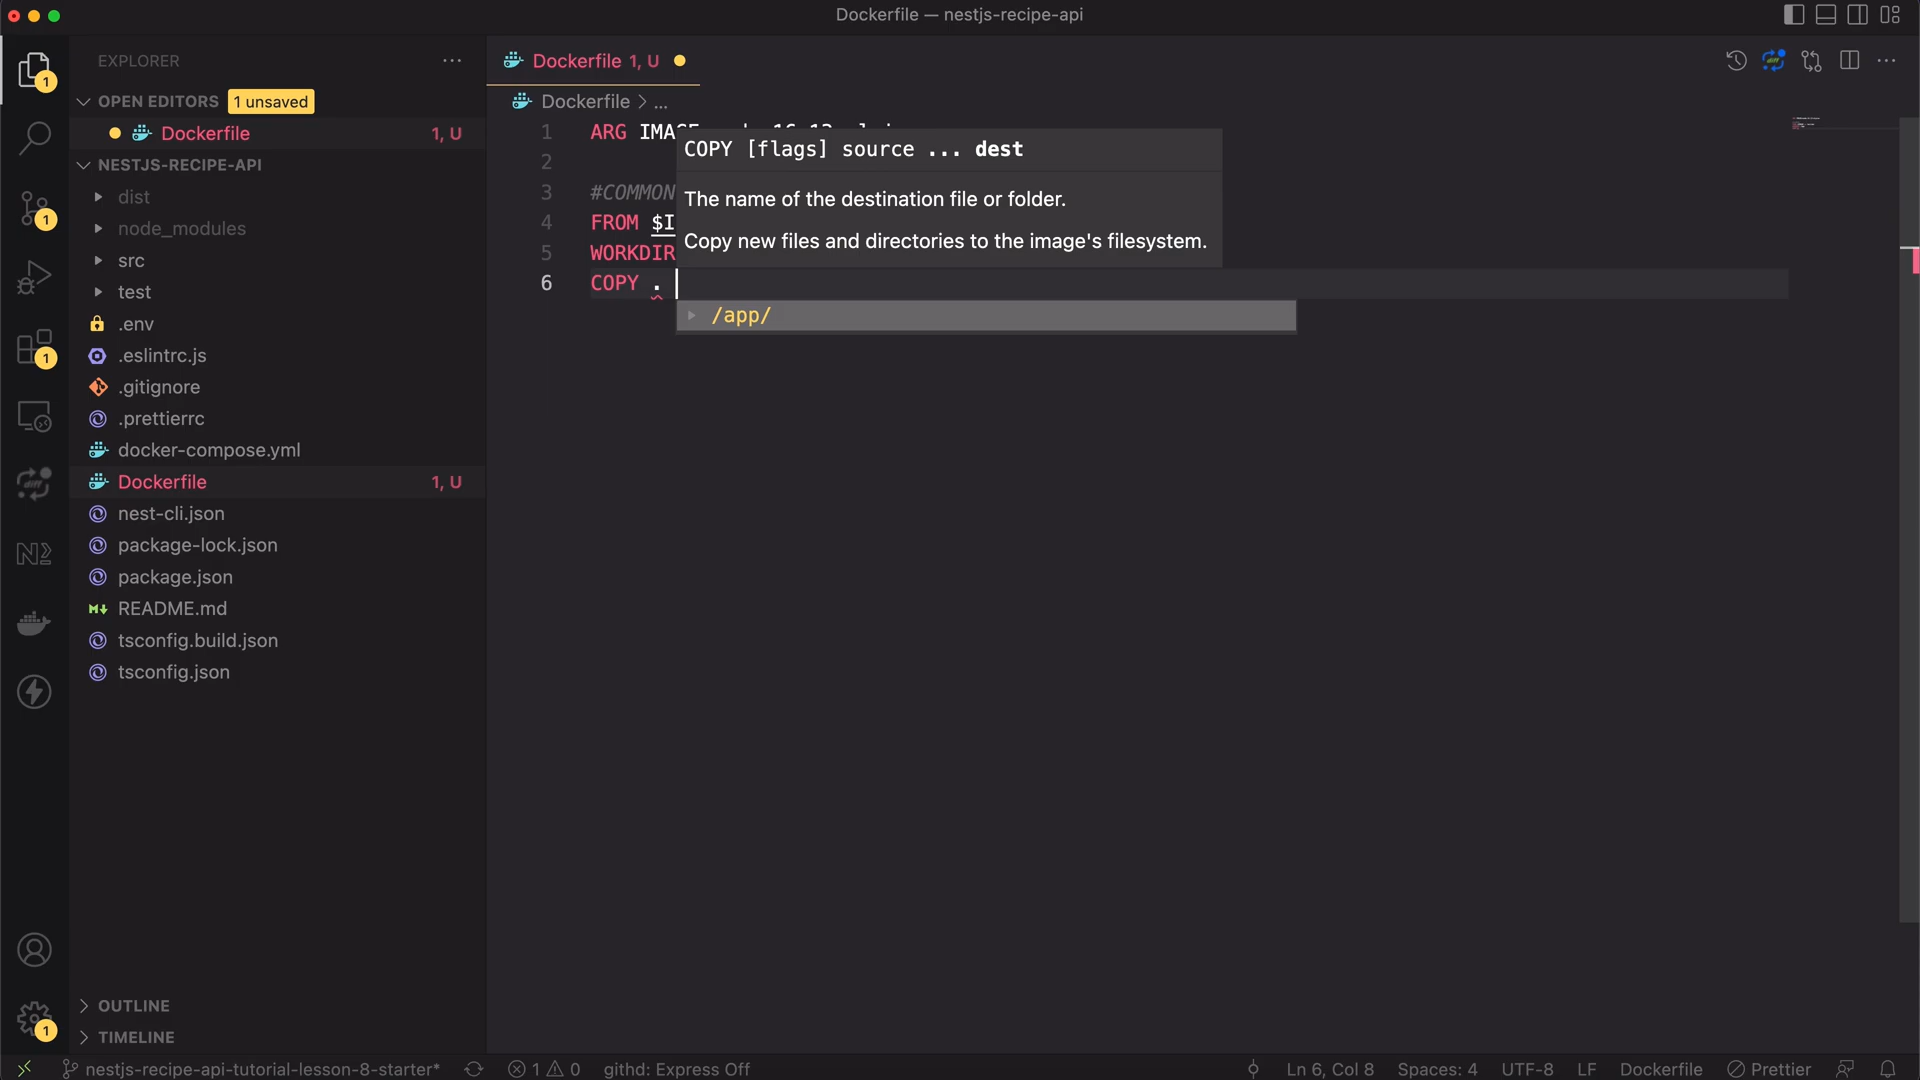 Dockerfile — nestjs-recipe-api
EXPLORER
OPEN EDITORS 1 unsaved
Dockerfile 1, U
NESTJS-RECIPE-API
dist
node_modules
src
test
.env
.eslintrc.js
.gitignore
.prettierrc
docker-compose.yml
Dockerfile 1, U
nest-cli.json
package-lock.json
package.json
README.md
tsconfig.build.json
tsconfig.json
OUTLINE
TIMELINE
Dockerfile 1, U
Dockerfile > ...
1 ARG
2
3 #COMMON
4 FROM $I
5 WORKDIR
6 COPY .
COPY [flags] source ... dest
The name of the destination file or folder.
Copy new files and directories to the image's filesystem.
/app/
1
1
1
1
nestjs-recipe-api-tutorial-lesson-8-starter* 1 0 githd: Express Off Ln 6, Col 8 Spaces: 4 UTF-8 LF Dockerfile Prettier